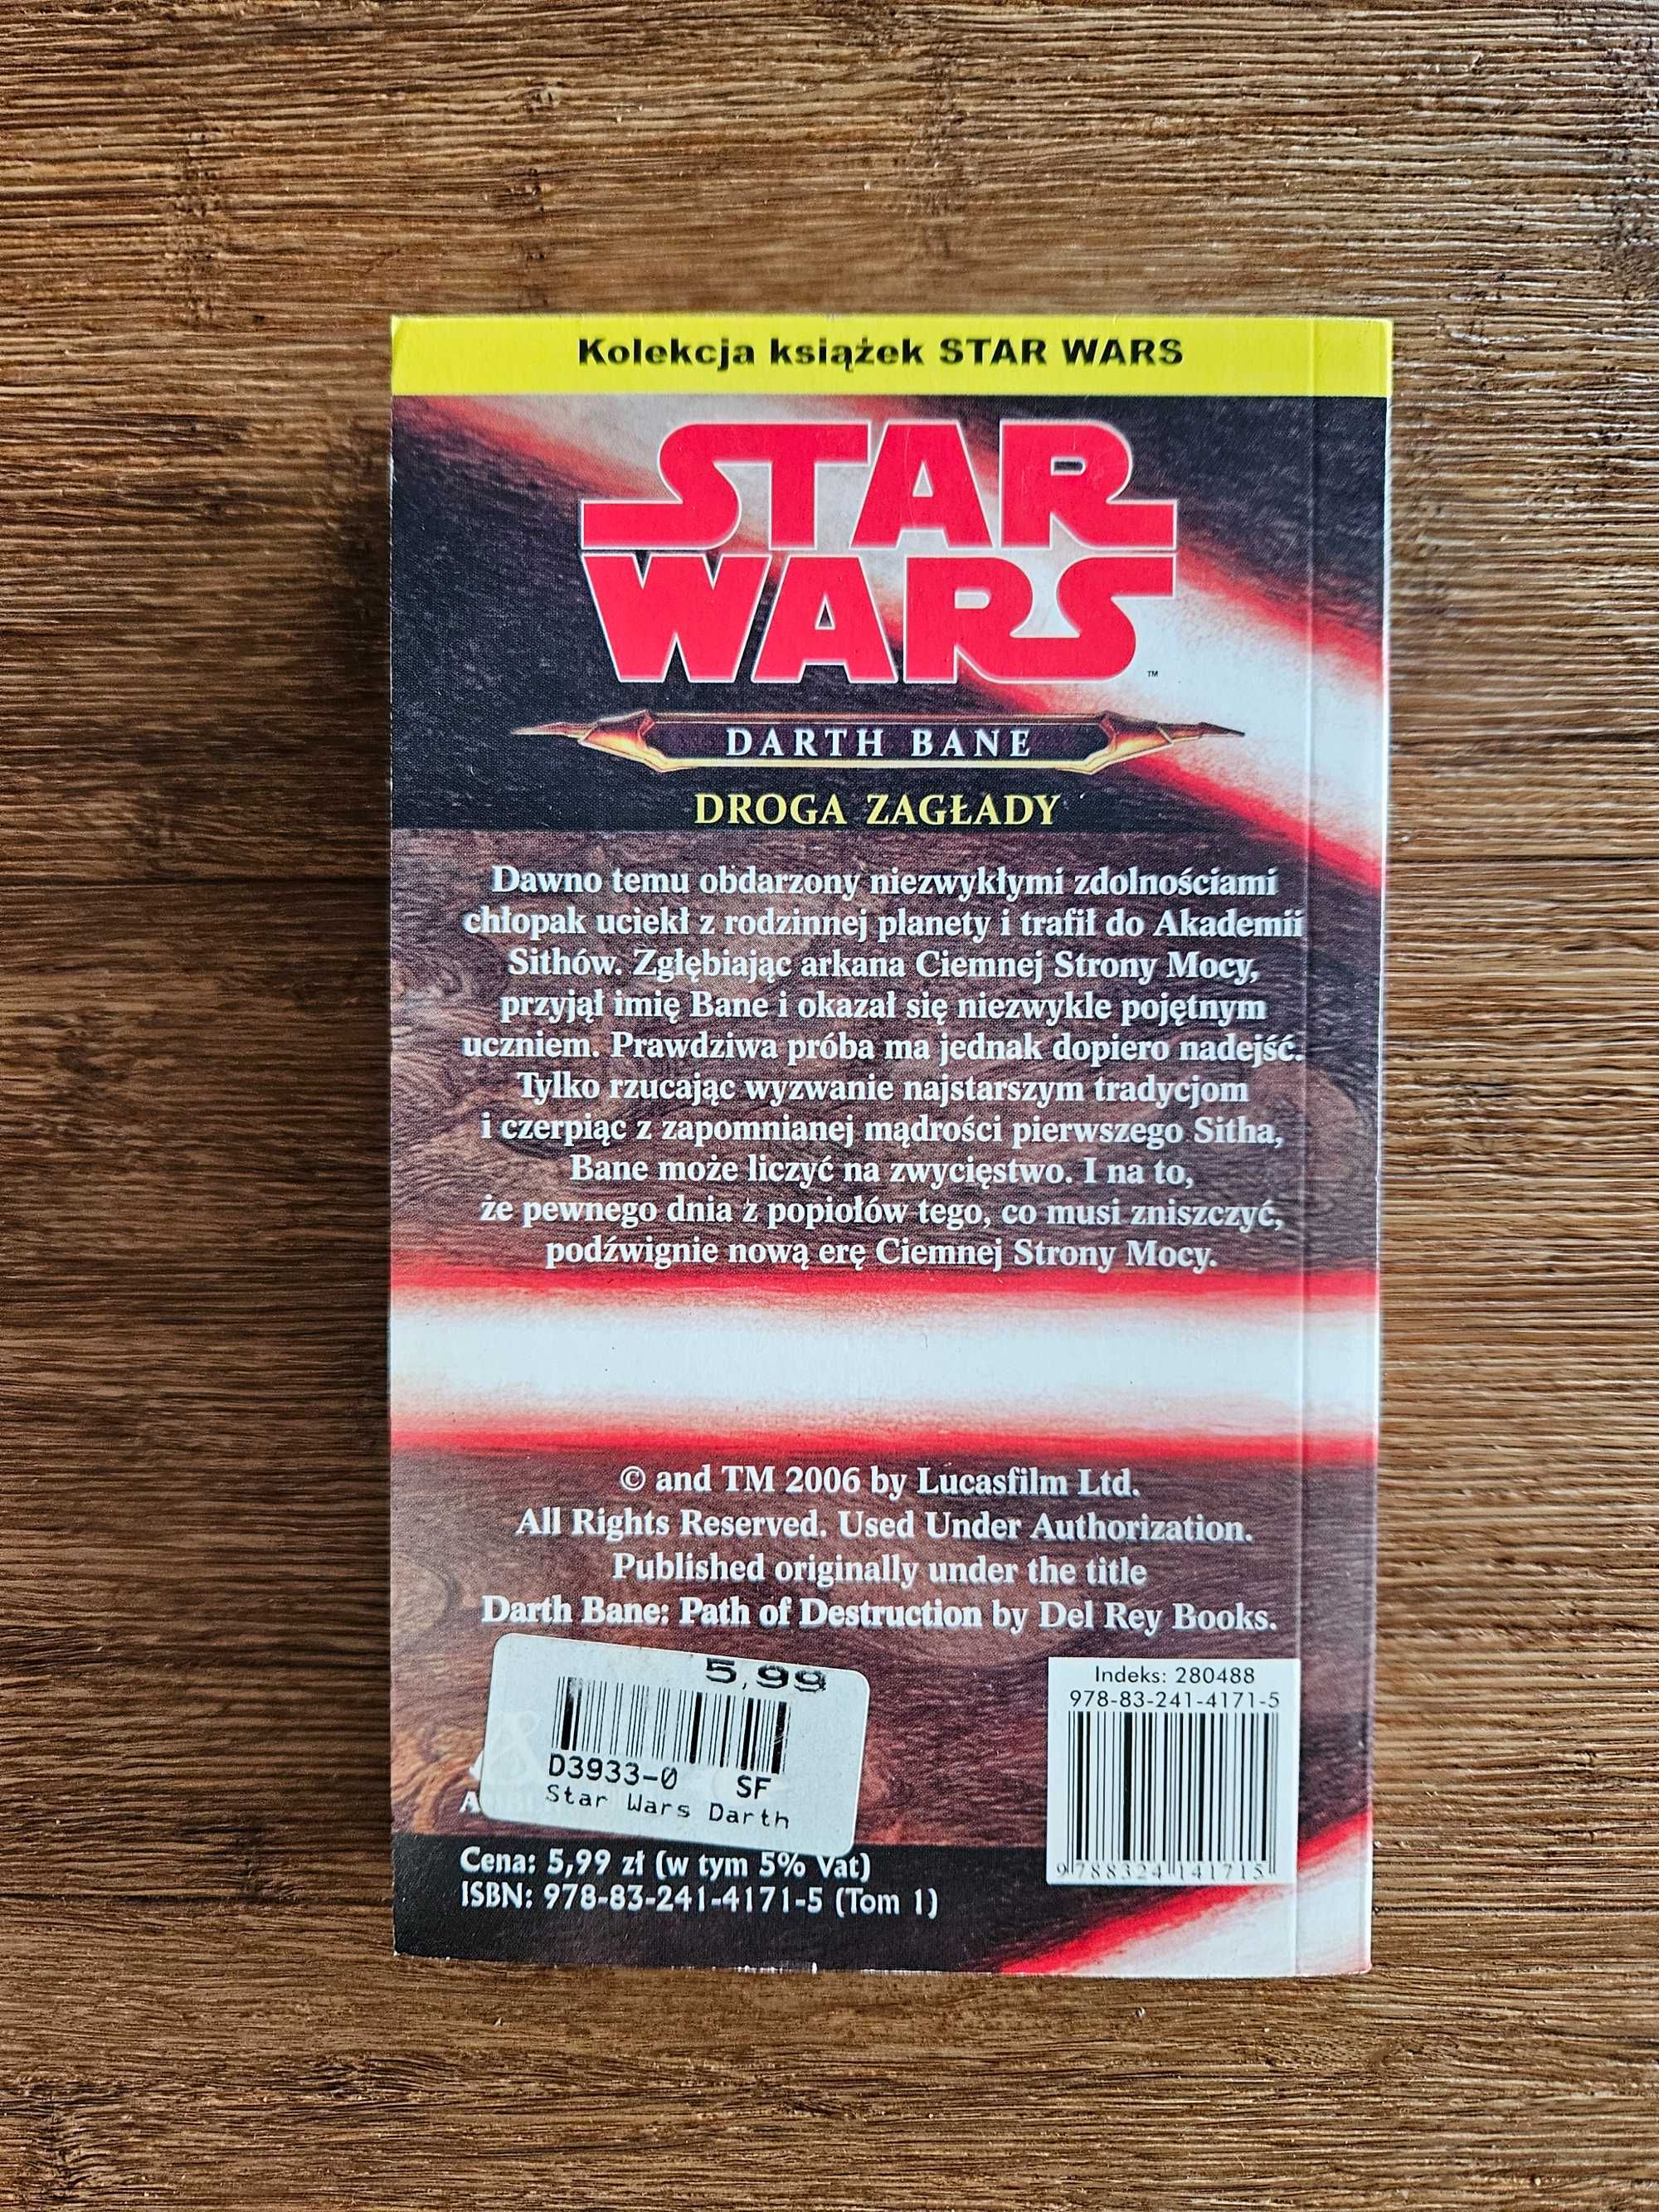 Kolekcja książek STAR WARS
STAR
WARS
™
DARTH BANE
DROGA ZAGŁADY
Dawno temu obdarzony niezwykłymi zdolnościami
chłopak uciekł z rodzinnej planety i trafił do Akademii
Sithów. Zgłębiając arkana Ciemnej Strony Mocy,
przyjął imię Bane i okazał się niezwykle pojętnym
uczniem. Prawdziwa próba ma jednak dopiero nadejść.
Tylko rzucając wyzwanie najstarszym tradycjom
i czerpiąc z zapomnianej mądrości pierwszego Sitha,
Bane może liczyć na zwycięstwo. I na to,
że pewnego dnia z popiołów tego, co musi zniszczyć,
podźwignie nową erę Ciemnej Strony Mocy.
© and TM 2006 by Lucasfilm Ltd.
All Rights Reserved. Used Under Authorization.
Published originally under the title
Darth Bane: Path of Destruction by Del Rey Books.
5,99
D3933-0 SF
Star Wars Darth
Indeks: 280488
978-83-241-4171-5
9 788324 141715
Cena: 5,99 zł (w tym 5% Vat)
ISBN: 978-83-241-4171-5 (Tom 1)